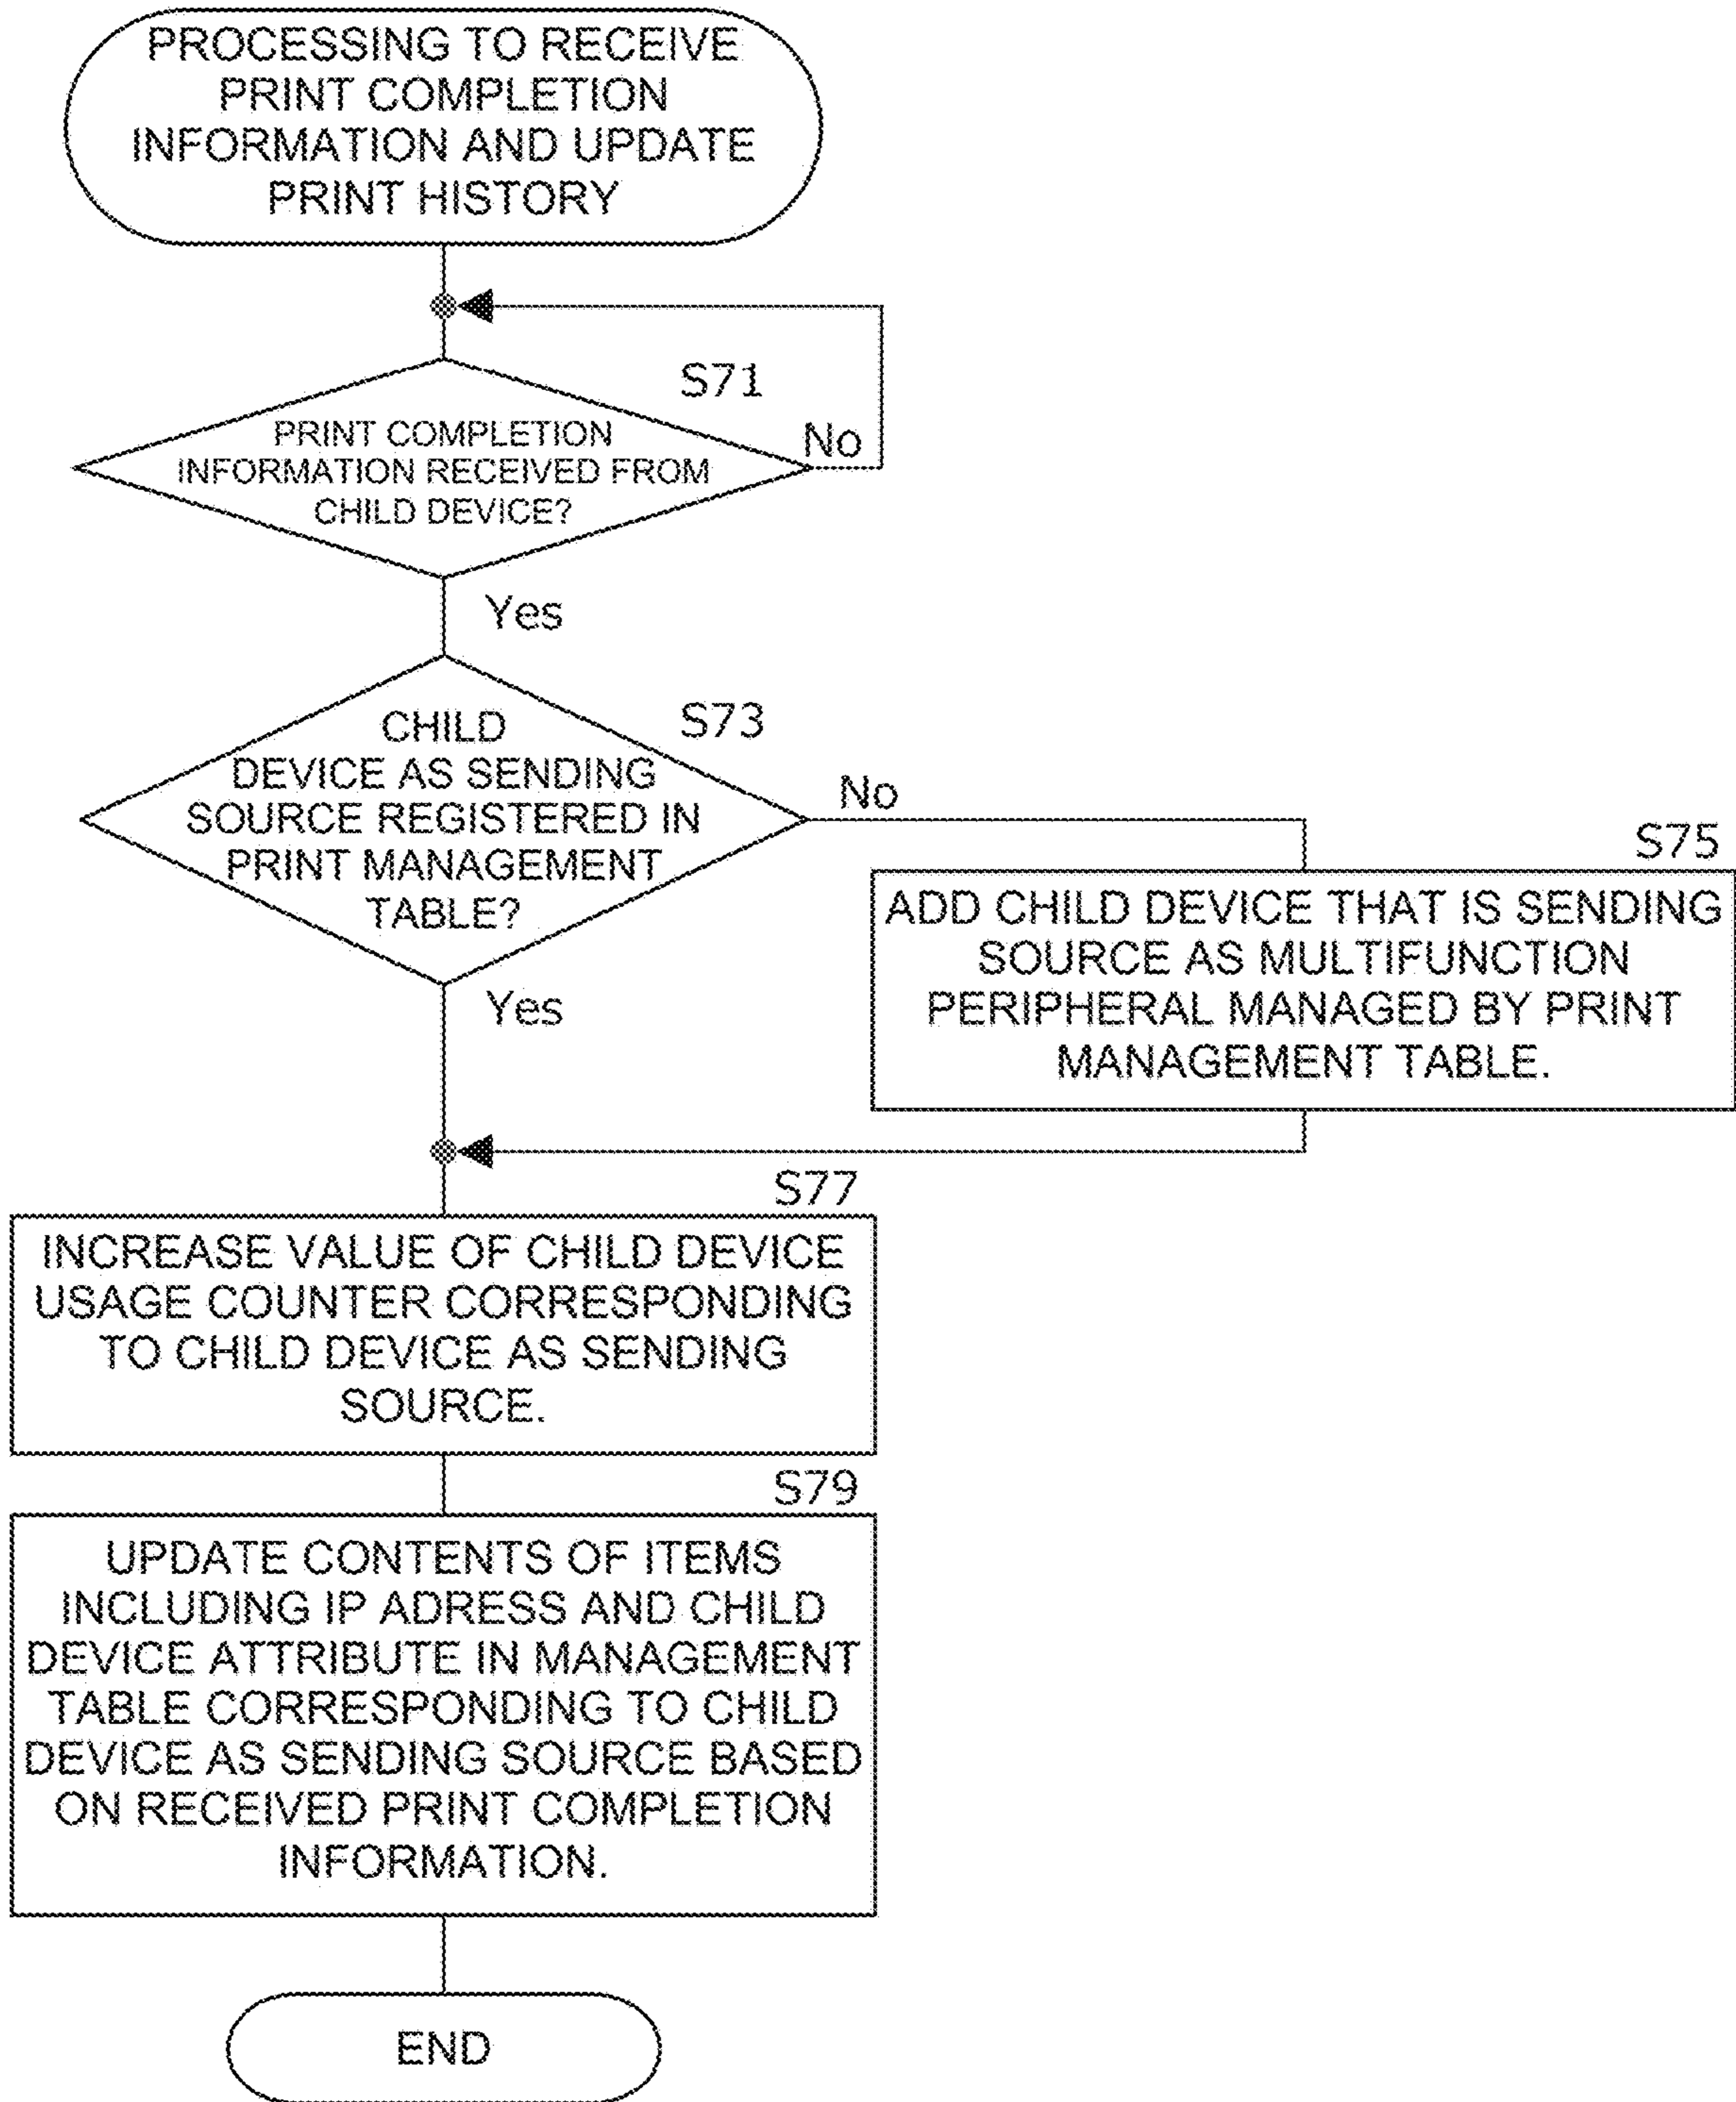 PROCESSING TO RECEIVE
PRINT COMPLETION
INFORMATION AND UPDATE
PRINT HISTORY
S71
PRINT COMPLETION
INFORMATION RECEIVED FROM
CHILD DEVICE?
No
Yes
S73
CHILD
DEVICE AS SENDING
SOURCE REGISTERED IN
PRINT MANAGEMENT
TABLE?
No
Yes
S75
ADD CHILD DEVICE THAT IS SENDING
SOURCE AS MULTIFUNCTION
PERIPHERAL MANAGED BY PRINT
MANAGEMENT TABLE.
S77
INCREASE VALUE OF CHILD DEVICE
USAGE COUNTER CORRESPONDING
TO CHILD DEVICE AS SENDING
SOURCE.
S79
UPDATE CONTENTS OF ITEMS
INCLUDING IP ADRESS AND CHILD
DEVICE ATTRIBUTE IN MANAGEMENT
TABLE CORRESPONDING TO CHILD
DEVICE AS SENDING SOURCE BASED
ON RECEIVED PRINT COMPLETION
INFORMATION.
END